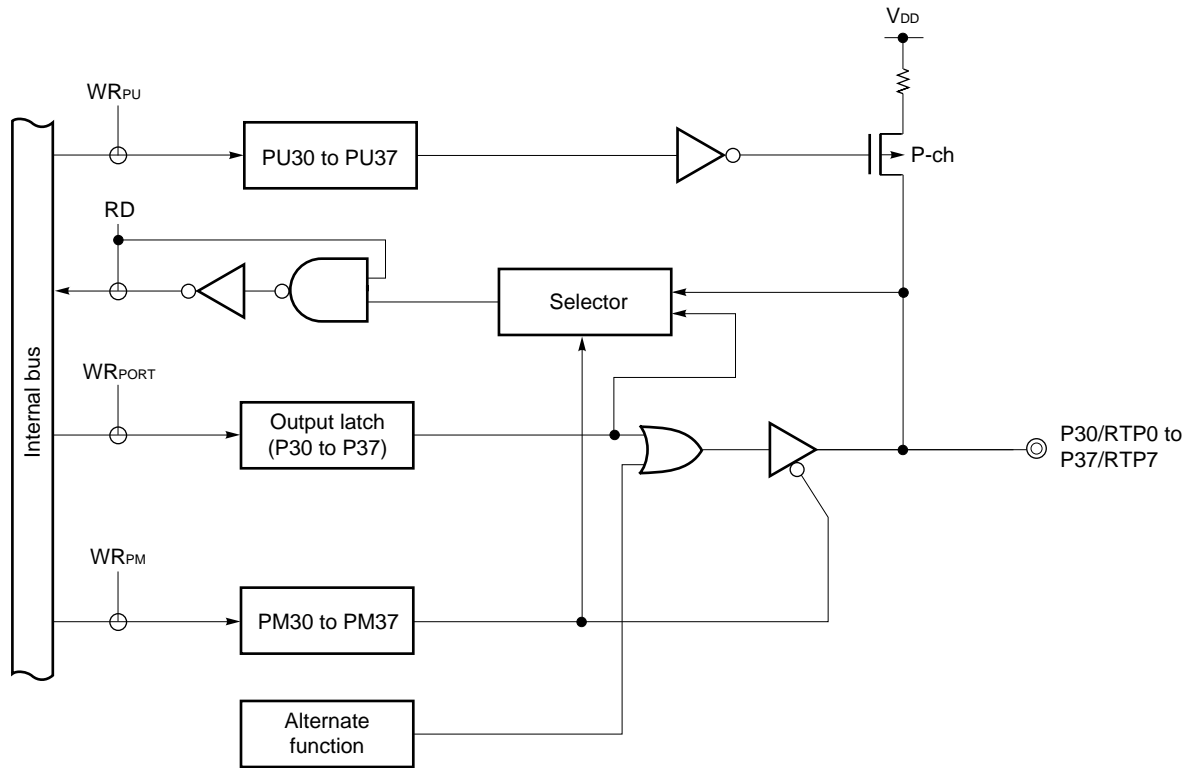 VDD
WRPU
PU30 to PU37
P-ch
RD
Selector
Internal bus
WRPORT
Output latch
(P30 to P37)
P30/RTP0 to
P37/RTP7
WRPM
PM30 to PM37
Alternate
function